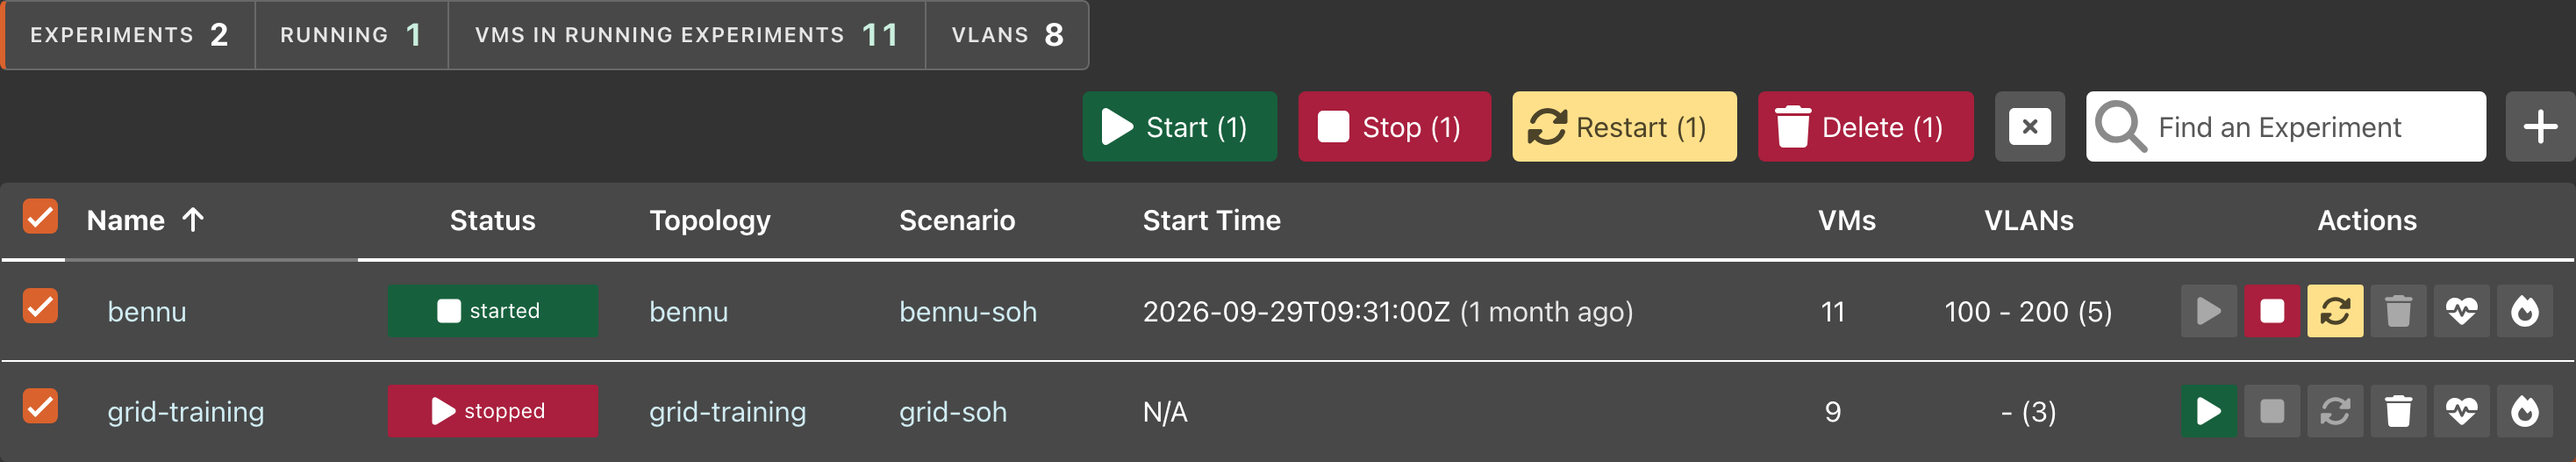 EXPERIMENTS 2 RUNNING 1 VMS IN RUNNING EXPERIMENTS 11 VLANS 8
Start (1) Stop (1) Restart (1) Delete (1) Find an Experiment
Name Status Topology Scenario Start Time VMs VLANs Actions
bennu started bennu bennu-soh 2026-09-29T09:31:00Z (1 month ago) 11 100 - 200 (5)
grid-training stopped grid-training grid-soh N/A 9 - (3)